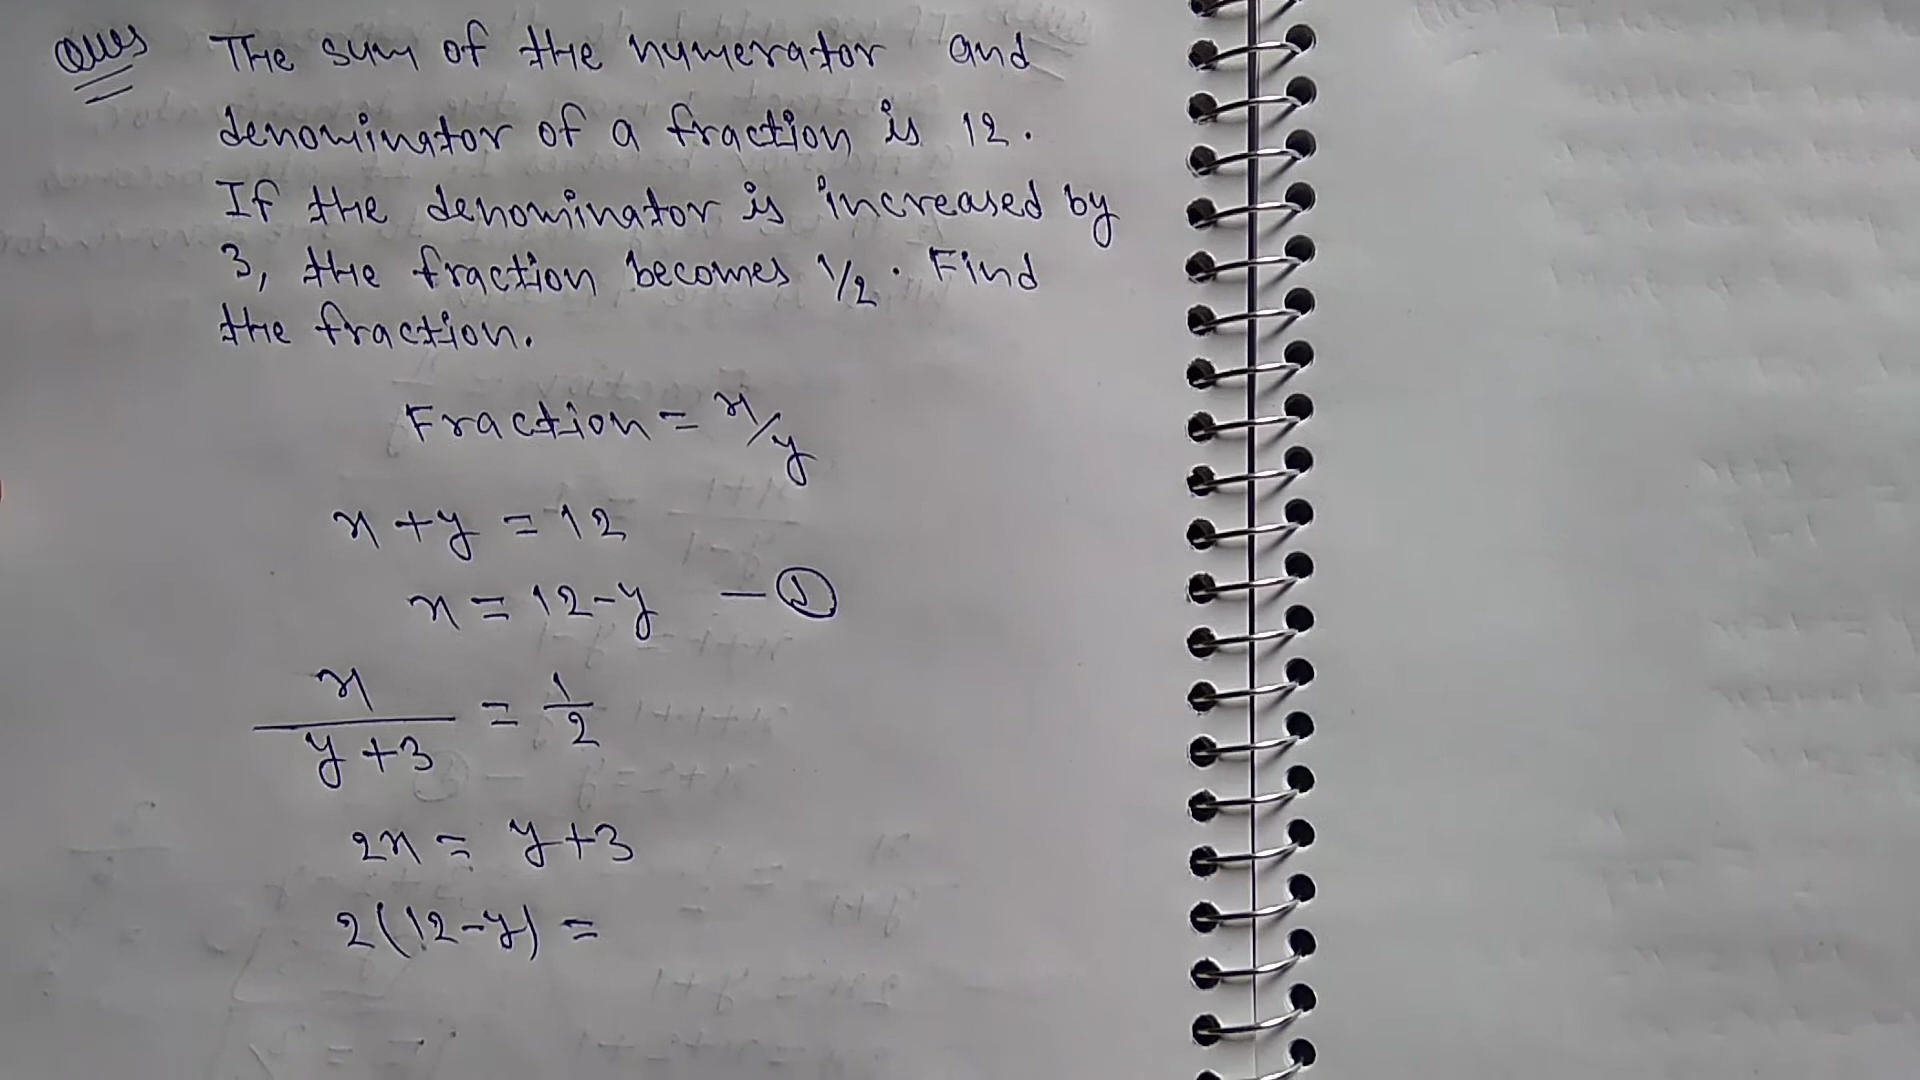 Ques The sum of the numerator and
denominator of a fraction is 12.
If the denominator is increased by
3, the fraction becomes 1/2. Find
the fraction.
Fraction = x/y
x + y = 12
x = 12 - y — ①
x / y + 3 = 1 / 2
2x = y + 3
2(12 - y) =